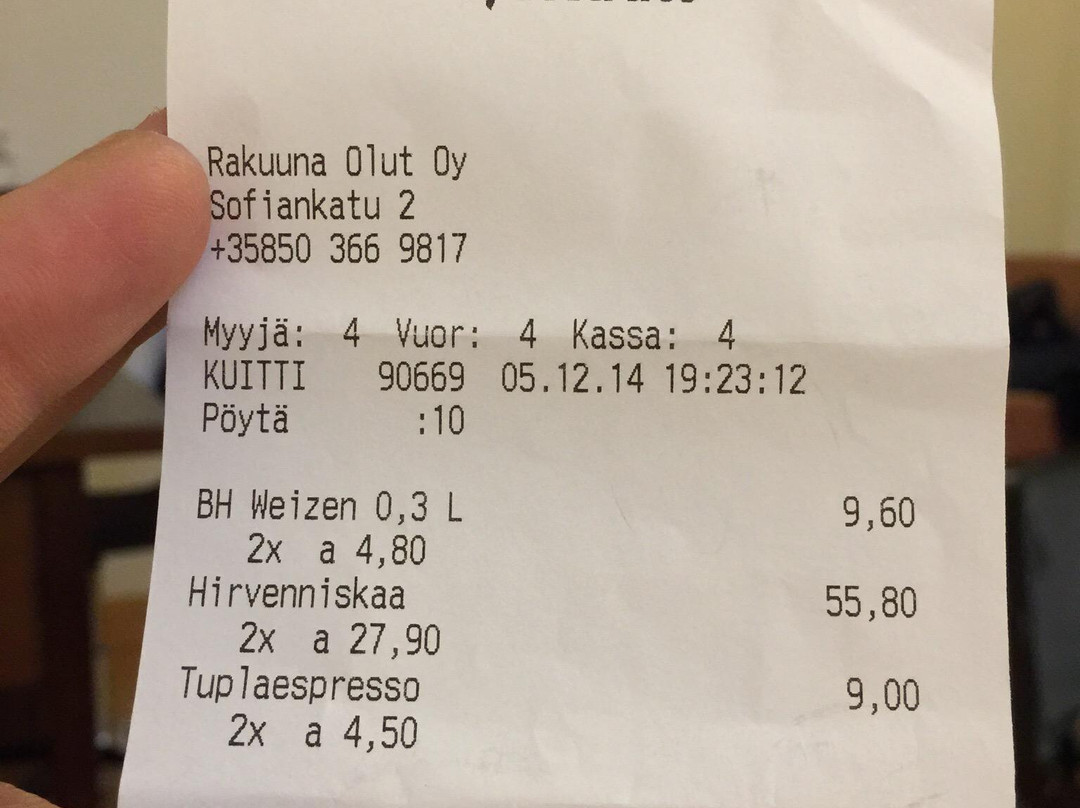 Rakuuna Olut Oy
Sofiankatu 2
+35850 366 9817
Myyjä: 4 Vuor: 4 Kassa: 4
KUITTI 90669 05.12.14 19:23:12
Pöytä :10
BH Weizen 0,3 L 9,60
2x a 4,80
Hirvenniskaa 55,80
2x a 27,90
Tuplaespresso 9,00
2x a 4,50